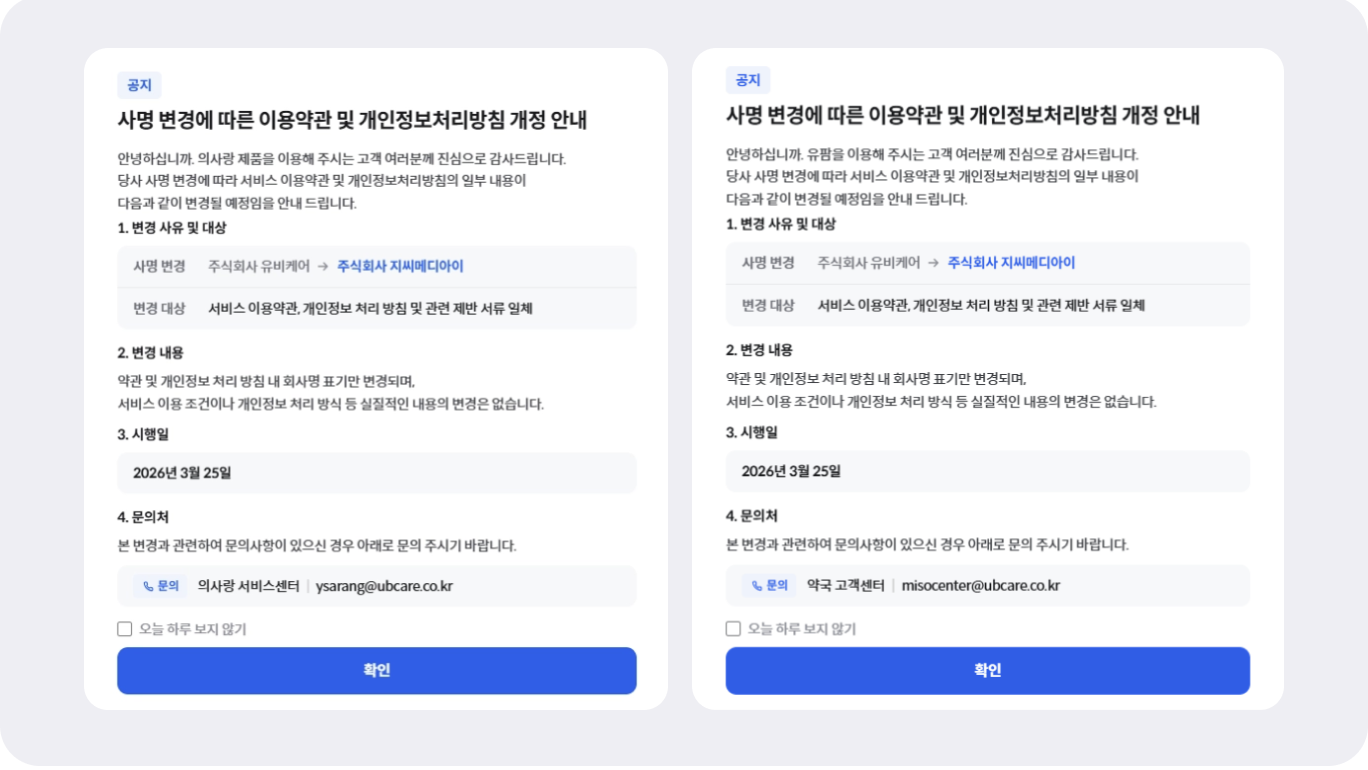 공지
사명 변경에 따른 이용약관 및 개인정보처리방침 개정 안내
안녕하십니까. 의사랑 제품을 이용해 주시는 고객 여러분께 진심으로 감사드립니다.
당사 사명 변경에 따라 서비스 이용약관 및 개인정보처리방침의 일부 내용이
다음과 같이 변경될 예정임을 안내 드립니다.
1. 변경 사유 및 대상
사명 변경 주식회사 유비케어 → 주식회사 지씨메디아이
변경 대상 서비스 이용약관, 개인정보 처리 방침 및 관련 제반 서류 일체
2. 변경 내용
약관 및 개인정보 처리 방침 내 회사명 표기만 변경되며,
서비스 이용 조건이나 개인정보 처리 방식 등 실질적인 내용의 변경은 없습니다.
3. 시행일
2026년 3월 25일
4. 문의처
본 변경과 관련하여 문의사항이 있으신 경우 아래로 문의 주시기 바랍니다.
문의 의사랑 서비스센터 | ysarang@ubcare.co.kr
오늘 하루 보지 않기
확인
공지
사명 변경에 따른 이용약관 및 개인정보처리방침 개정 안내
안녕하십니까. 유팜을 이용해 주시는 고객 여러분께 진심으로 감사드립니다.
당사 사명 변경에 따라 서비스 이용약관 및 개인정보처리방침의 일부 내용이
다음과 같이 변경될 예정임을 안내 드립니다.
1. 변경 사유 및 대상
사명 변경 주식회사 유비케어 → 주식회사 지씨메디아이
변경 대상 서비스 이용약관, 개인정보 처리 방침 및 관련 제반 서류 일체
2. 변경 내용
약관 및 개인정보 처리 방침 내 회사명 표기만 변경되며,
서비스 이용 조건이나 개인정보 처리 방식 등 실질적인 내용의 변경은 없습니다.
3. 시행일
2026년 3월 25일
4. 문의처
본 변경과 관련하여 문의사항이 있으신 경우 아래로 문의 주시기 바랍니다.
문의 약국 고객센터 | misocenter@ubcare.co.kr
오늘 하루 보지 않기
확인